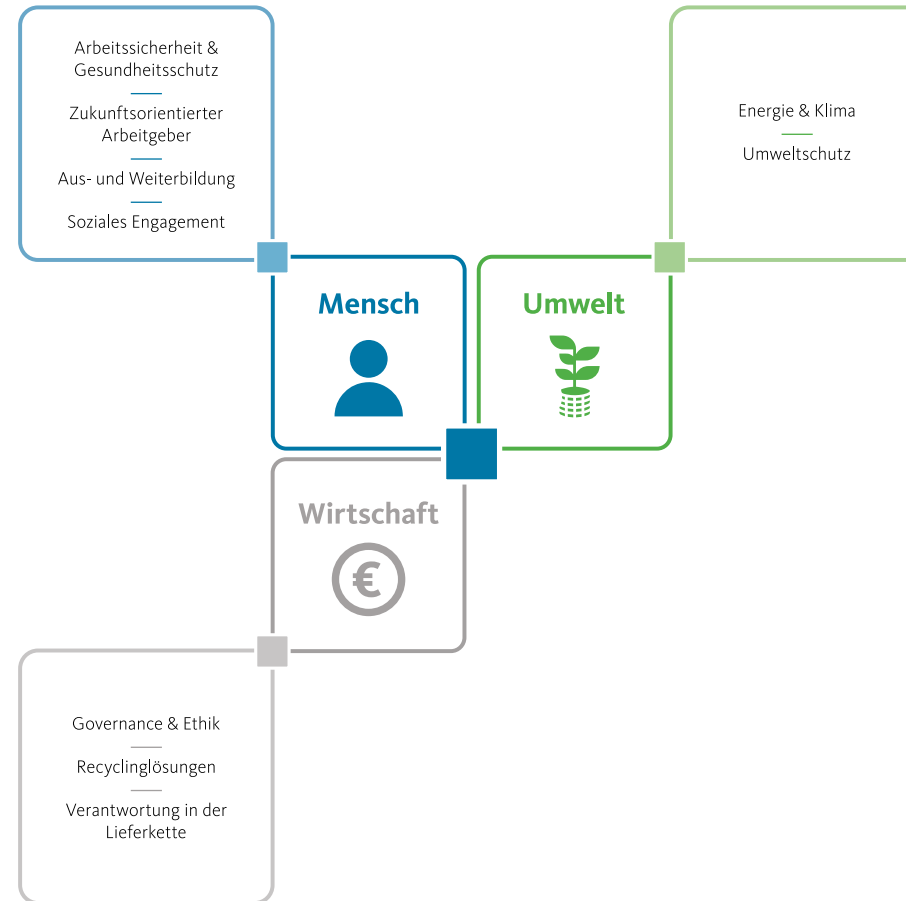 Arbeitssicherheit &
Gesundheitsschutz
Zukunftsorientierter
Arbeitgeber
Aus- und Weiterbildung
Soziales Engagement
Energie & Klima
Umweltschutz
Mensch
Umwelt
Wirtschaft
€
Governance & Ethik
Recyclinglösungen
Verantwortung in der
Lieferkette